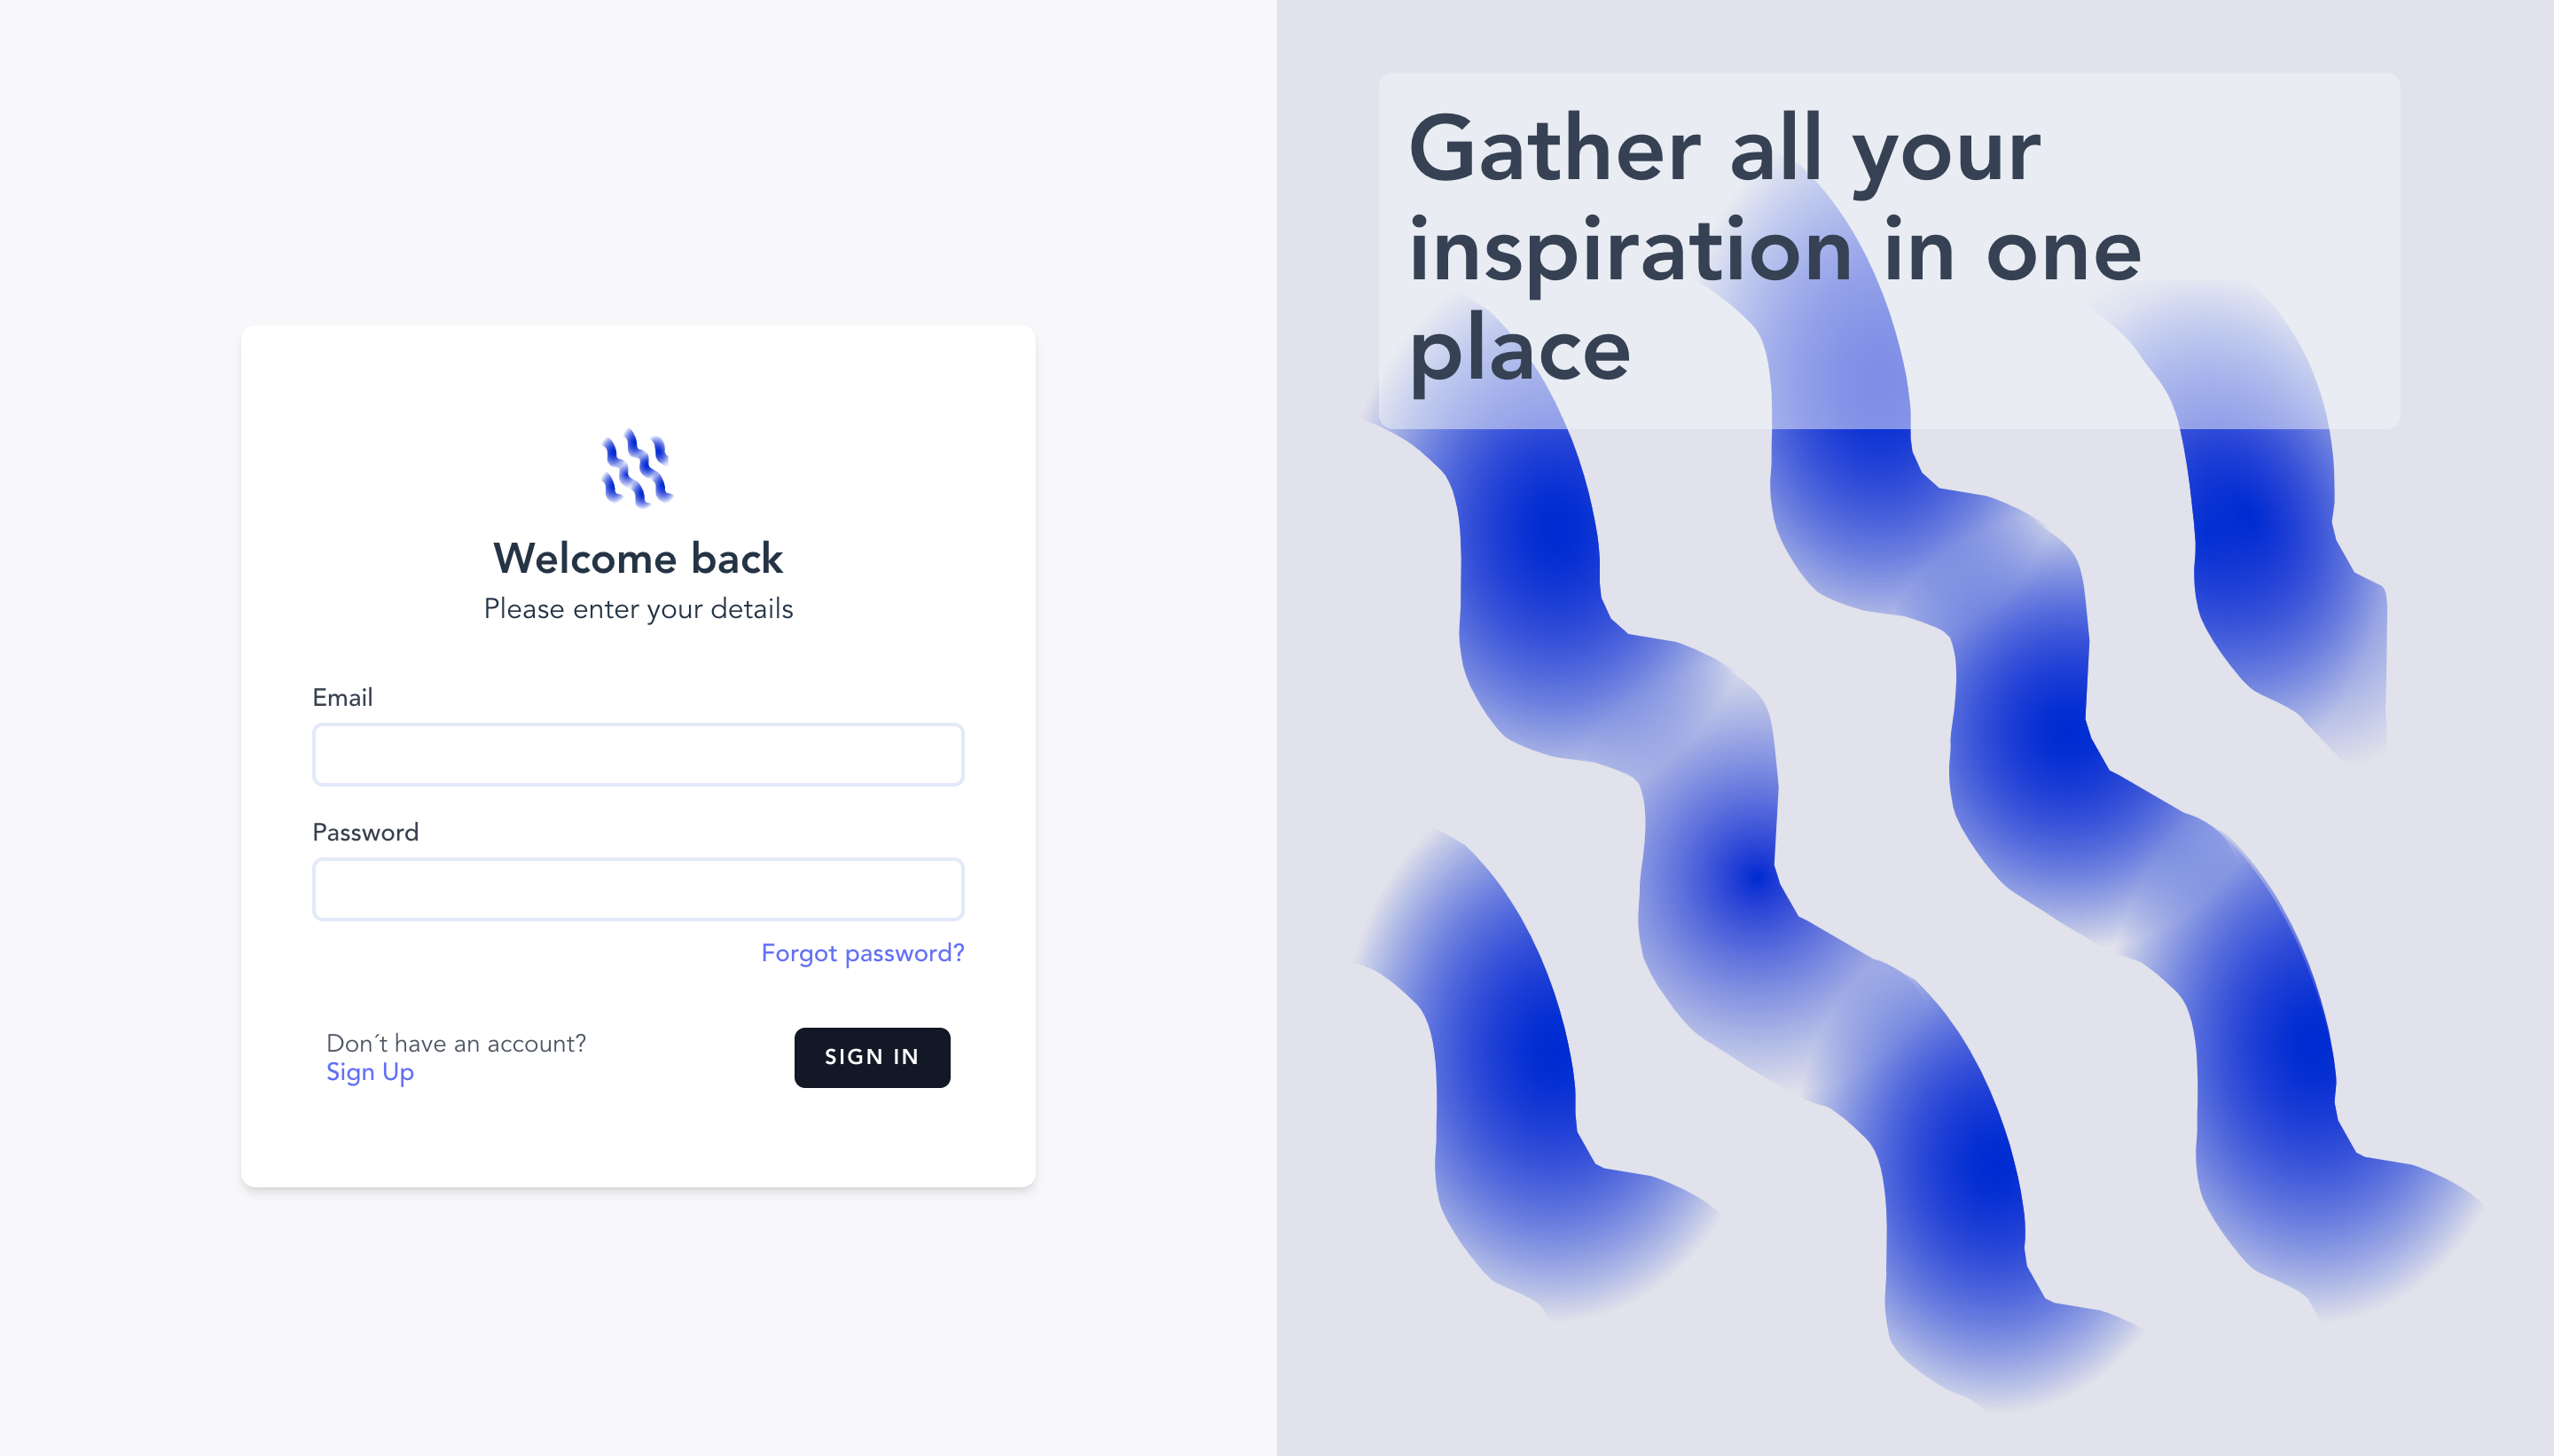 Welcome back
Please enter your details
Email
Password
Forgot password?
Don´t have an account?
Sign Up
SIGN IN
Gather all your
inspiration in one
place